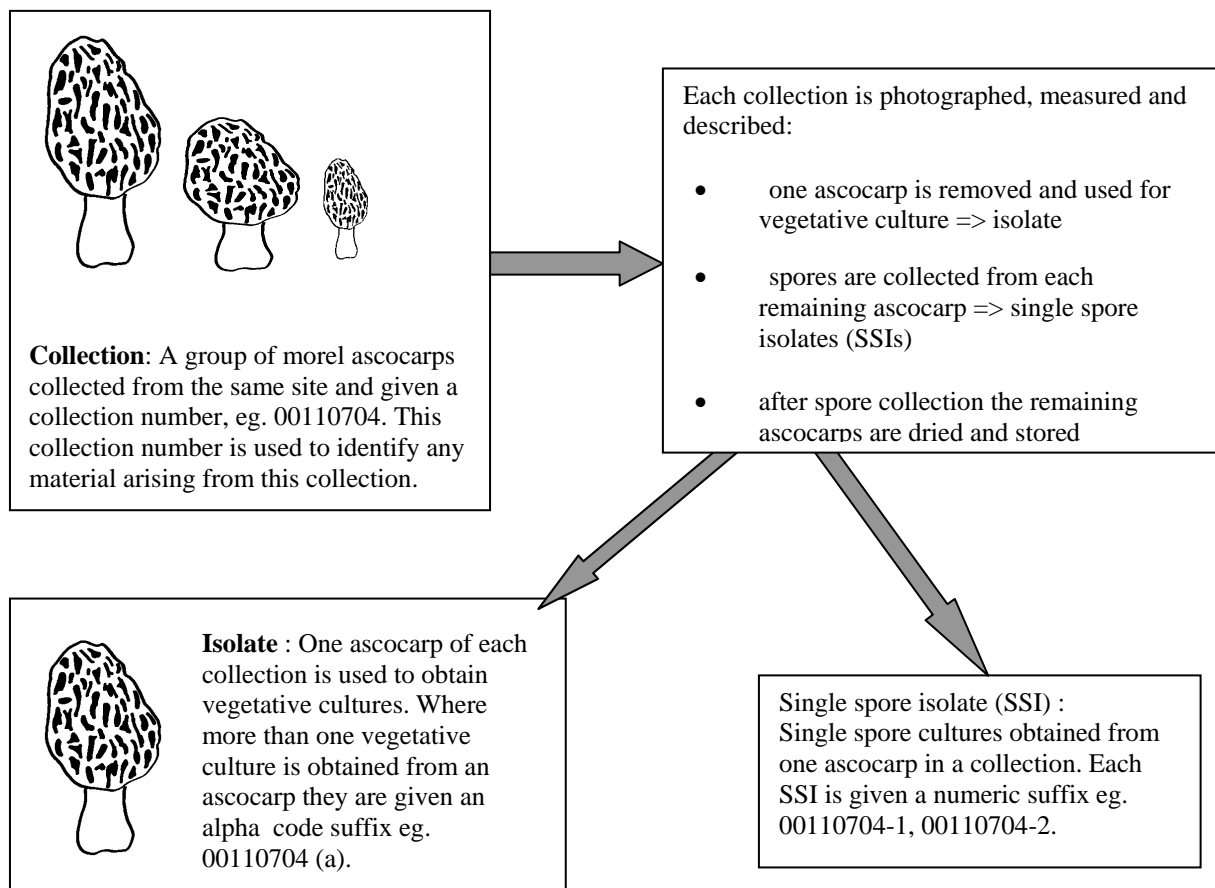 Collection: A group of morel ascocarps
collected from the same site and given a
collection number, eg. 00110704. This
collection number is used to identify any
material arising from this collection.
Each collection is photographed, measured and
described:
• one ascocarp is removed and used for
vegetative culture => isolate
• spores are collected from each
remaining ascocarp => single spore
isolates (SSIs)
• after spore collection the remaining
ascocarps are dried and stored
Isolate : One ascocarp of each
collection is used to obtain
vegetative cultures. Where
more than one vegetative
culture is obtained from an
ascocarp they are given an
alpha code suffix eg.
00110704 (a).
Single spore isolate (SSI) :
Single spore cultures obtained from
one ascocarp in a collection. Each
SSI is given a numeric suffix eg.
00110704-1, 00110704-2.